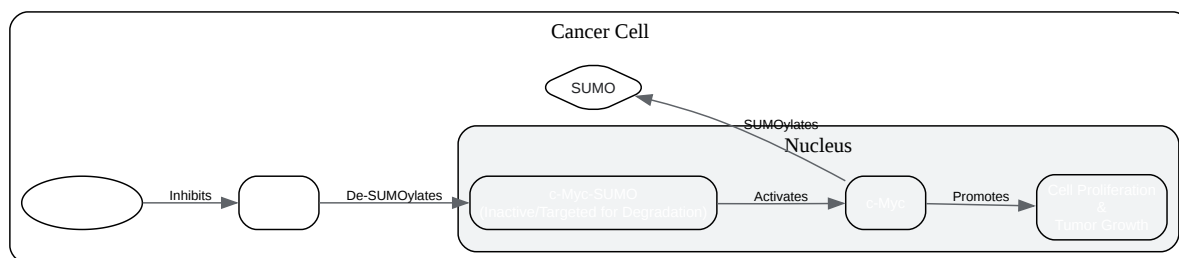 Cancer Cell
SUMO
SUMOylates
Nucleus
Inhibits
De-SUMOylates
c-Myc-SUMO
(Inactive/Targeted for Degradation)
Activates
c-Myc
Promotes
Cell Proliferation
&
Tumor Growth